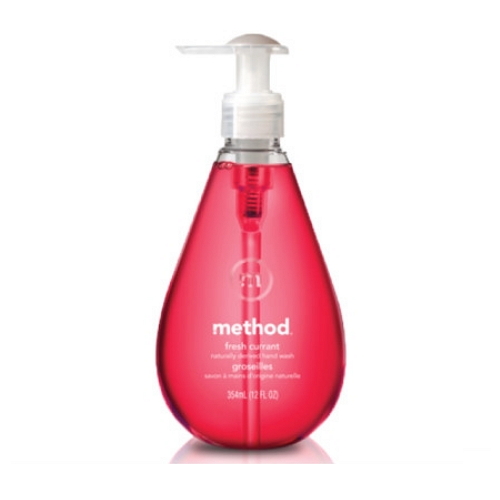 m
method.
fresh currant
naturally derived hand wash
groseilles
savon à mains d'origine naturelle
354mL (12 FL OZ)